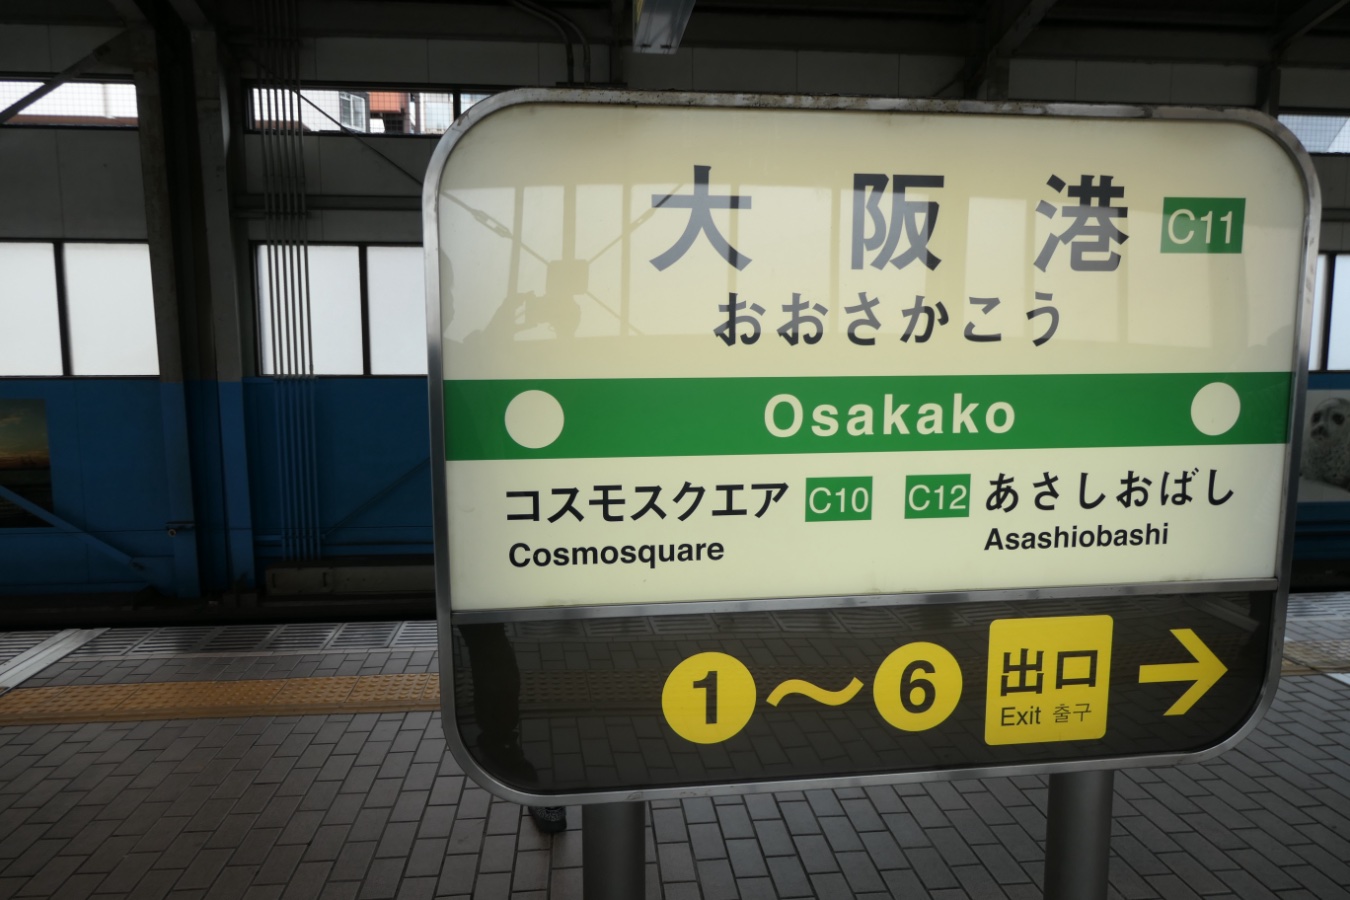 大阪港 C11
おおさかこう
Osakako
コスモスクエア C10 C12 あさしおばし
Cosmosquare Asashiobashi
1～6 出口 →
Exit 출구